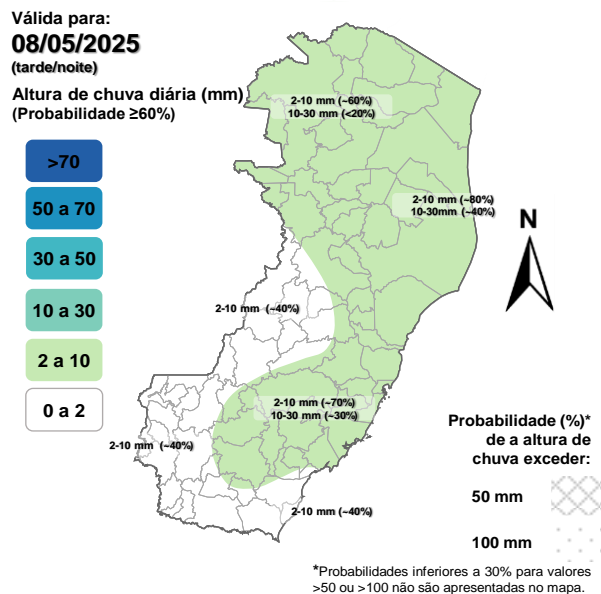 Válida para:
08/05/2025
(tarde/noite)
Altura de chuva diária (mm)
(Probabilidade ≥60%)
>70
50 a 70
30 a 50
10 a 30
2 a 10
0 a 2
2-10 mm (~60%)
10-30 mm (<20%)
2-10 mm (~80%)
10-30mm (~40%)
N
2-10 mm (~40%)
2-10 mm (~70%)
10-30 mm (~30%)
2-10 mm (~40%)
2-10 mm (~40%)
Probabilidade (%)*
de a altura de
chuva exceder:
50 mm
100 mm
*Probabilidades inferiores a 30% para valores
>50 ou >100 não são apresentadas no mapa.